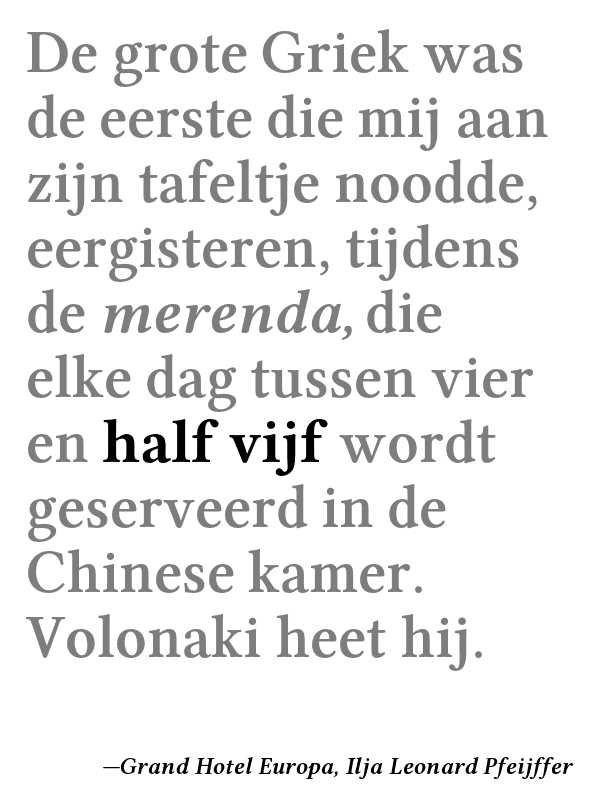 De grote Griek was
de eerste die mij aan
zijn tafeltje noodde,
eergisteren, tijdens
de merenda, die
elke dag tussen vier
en half vijf wordt
geserveerd in de
Chinese kamer.
Volonaki heet hij.
—Grand Hotel Europa, Ilja Leonard Pfeijffer